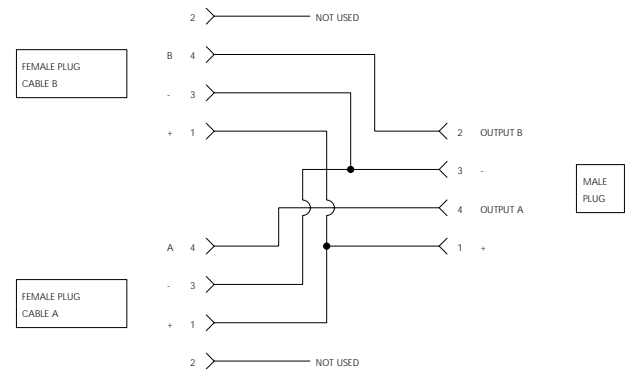 2 NOT USED
B 4
FEMALE PLUG
CABLE B
- 3
+ 1
2 OUTPUT B
3 -
MALE
PLUG
4 OUTPUT A
A 4
1 +
- 3
FEMALE PLUG
CABLE A
+ 1
2 NOT USED